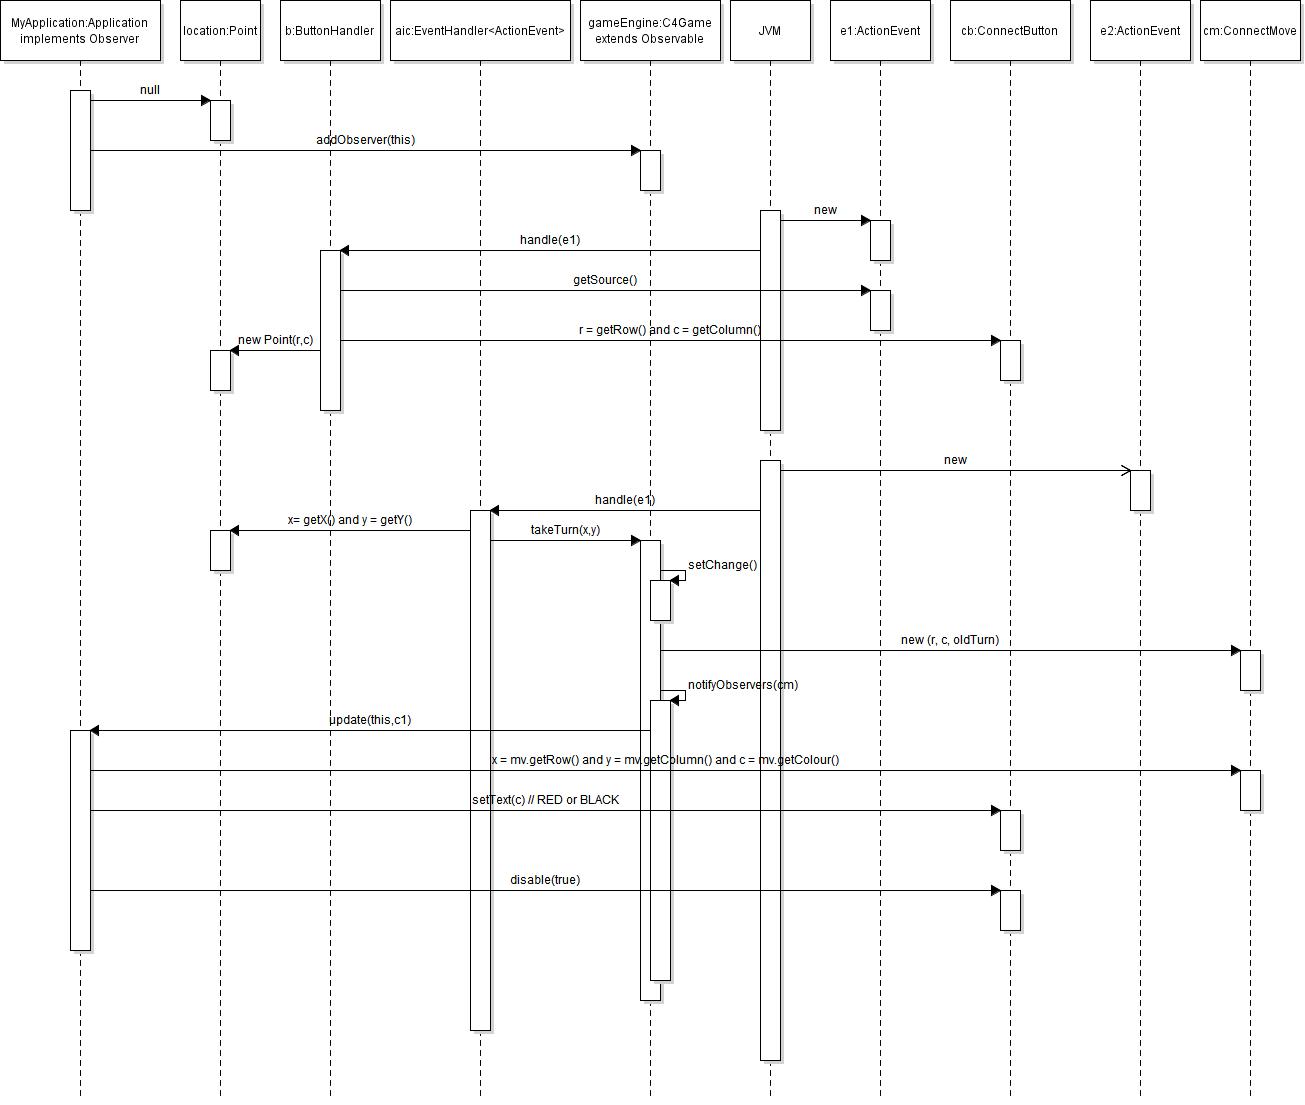 MyApplication:Application
implements Observer
location:Point
b:ButtonHandler
aic:EventHandler<ActionEvent>
gameEngine:C4Game
extends Observable
JVM
e1:ActionEvent
cb:ConnectButton
e2:ActionEvent
cm:ConnectMove
null
addObserver(this)
new
handle(e1)
getSource()
r = getRow() and c = getColumn()
new Point(r,c)
new
handle(e1)
x= getX() and y = getY()
takeTurn(x,y)
setChange()
new (r, c, oldTurn)
notifyObservers(cm)
update(this,c1)
x = mv.getRow() and y = mv.getColumn() and c = mv.getColour()
setText(c) // RED or BLACK
disable(true)